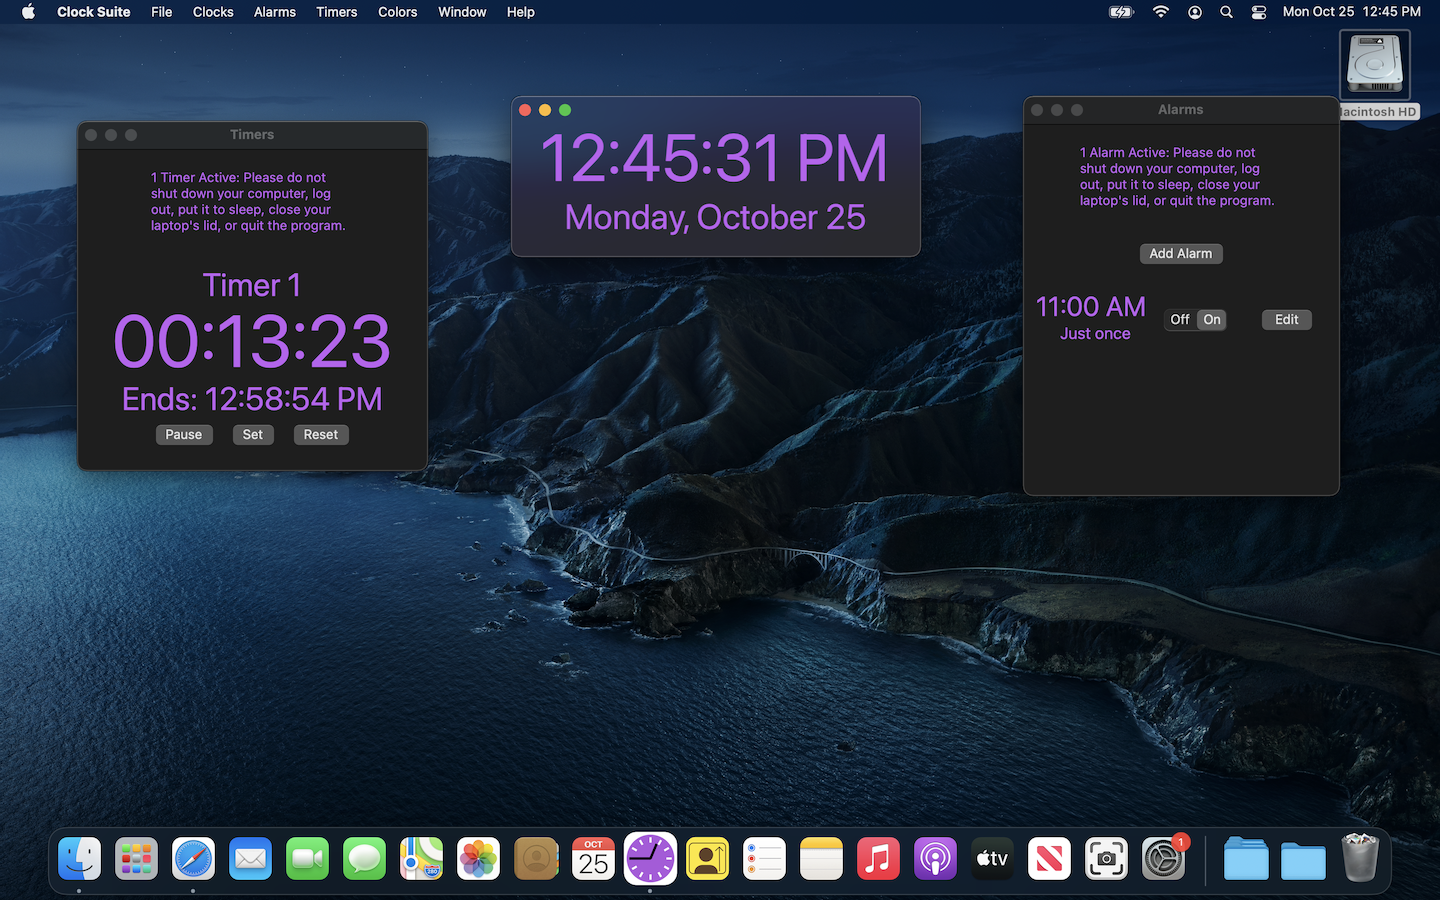 Clock Suite File Clocks Alarms Timers Colors Window Help Mon Oct 25 12:45 PM
Macintosh HD
Timers
1 Timer Active: Please do not
shut down your computer, log
out, put it to sleep, close your
laptop's lid, or quit the program.
Timer 1
00:13:23
Ends: 12:58:54 PM
Pause Set Reset
12:45:31 PM
Monday, October 25
Alarms
1 Alarm Active: Please do not
shut down your computer, log
out, put it to sleep, close your
laptop's lid, or quit the program.
Add Alarm
11:00 AM
Just once
Off On
Edit
280
OCT
25
tv
1